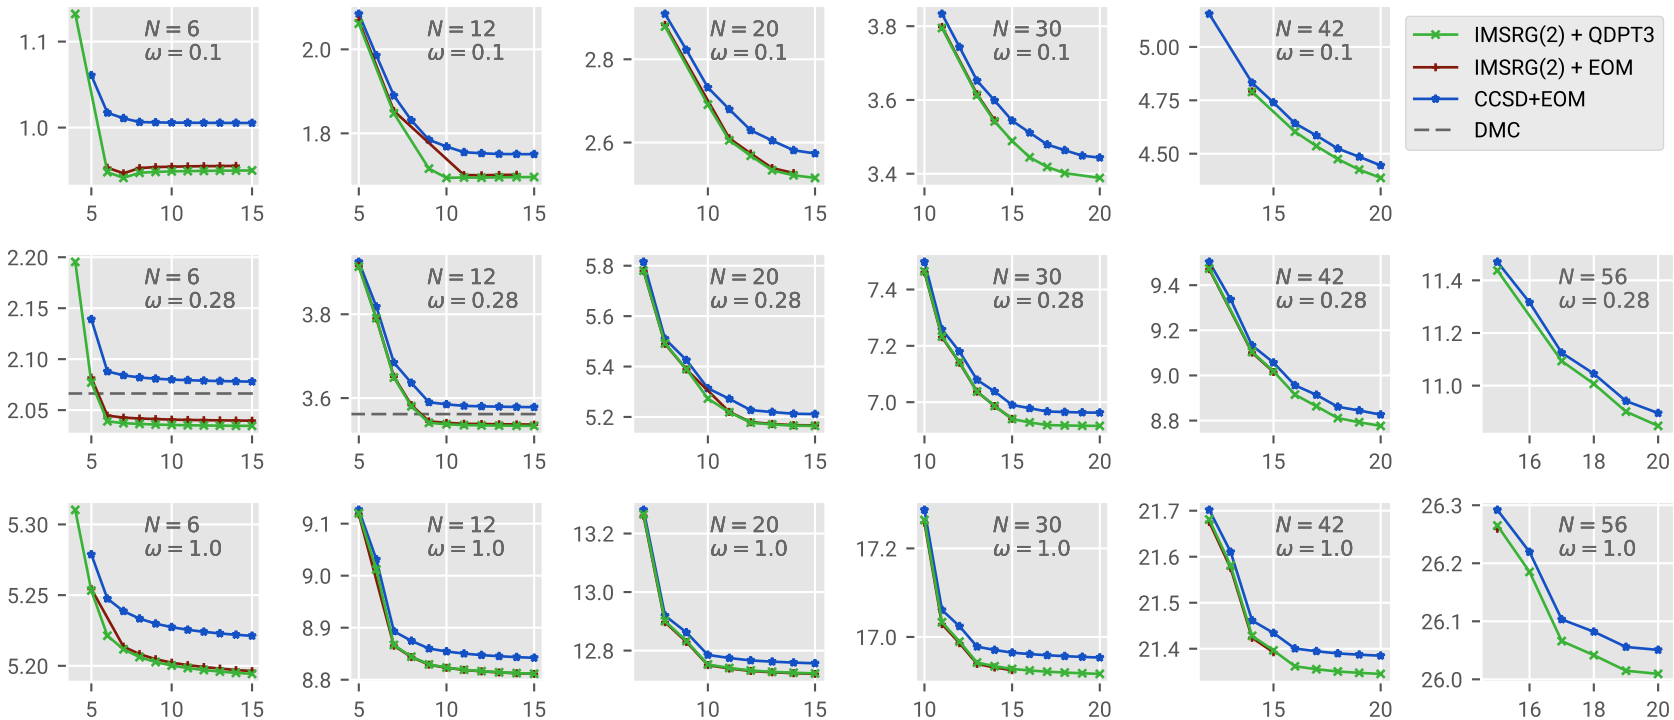 N = 6
ω = 0.1
1.1
1.0
5 10 15
N = 12
ω = 0.1
2.0
1.8
5 10 15
N = 20
ω = 0.1
2.8
2.6
10 15
N = 30
ω = 0.1
3.8
3.6
3.4
10 15 20
N = 42
ω = 0.1
5.00
4.75
4.50
15 20
IMSRG(2) + QDPT3
IMSRG(2) + EOM
CCSD+EOM
DMC
N = 6
ω = 0.28
2.20
2.15
2.10
2.05
5 10 15
N = 12
ω = 0.28
3.8
3.6
5 10 15
N = 20
ω = 0.28
5.8
5.6
5.4
5.2
10 15
N = 30
ω = 0.28
7.4
7.2
7.0
10 15 20
N = 42
ω = 0.28
9.4
9.2
9.0
8.8
15 20
N = 56
ω = 0.28
11.4
11.2
11.0
16 18 20
N = 6
ω = 1.0
5.30
5.25
5.20
5 10 15
N = 12
ω = 1.0
9.1
9.0
8.9
8.8
5 10 15
N = 20
ω = 1.0
13.2
13.0
12.8
10 15
N = 30
ω = 1.0
17.2
17.0
10 15 20
N = 42
ω = 1.0
21.7
21.6
21.5
21.4
15 20
N = 56
ω = 1.0
26.3
26.2
26.1
26.0
16 18 20